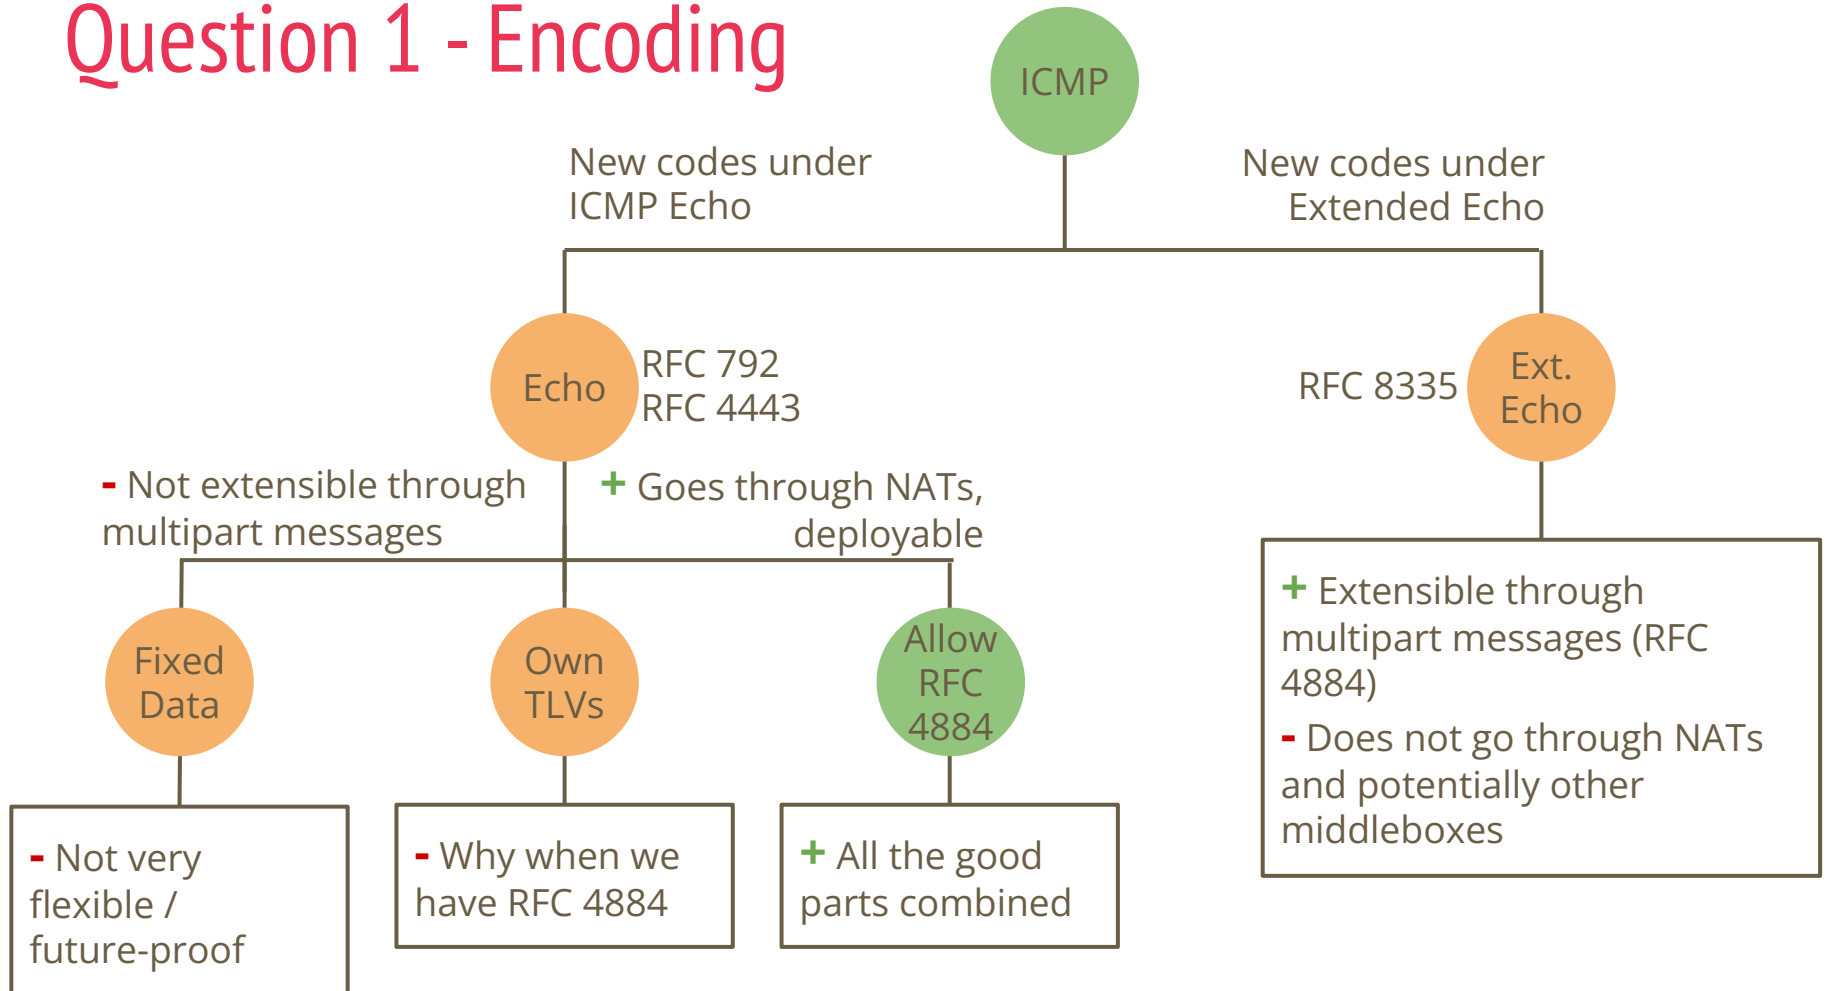 Question 1 - Encoding
ICMP
New codes under
ICMP Echo
New codes under
Extended Echo
Echo
RFC 792
RFC 4443
RFC 8335
Ext.
Echo
- Not extensible through
multipart messages
+ Goes through NATs,
deployable
Fixed
Data
Own
TLVs
Allow
RFC
4884
+ Extensible through
multipart messages (RFC
4884)
- Does not go through NATs
and potentially other
middleboxes
- Not very
flexible /
future-proof
- Why when we
have RFC 4884
+ All the good
parts combined